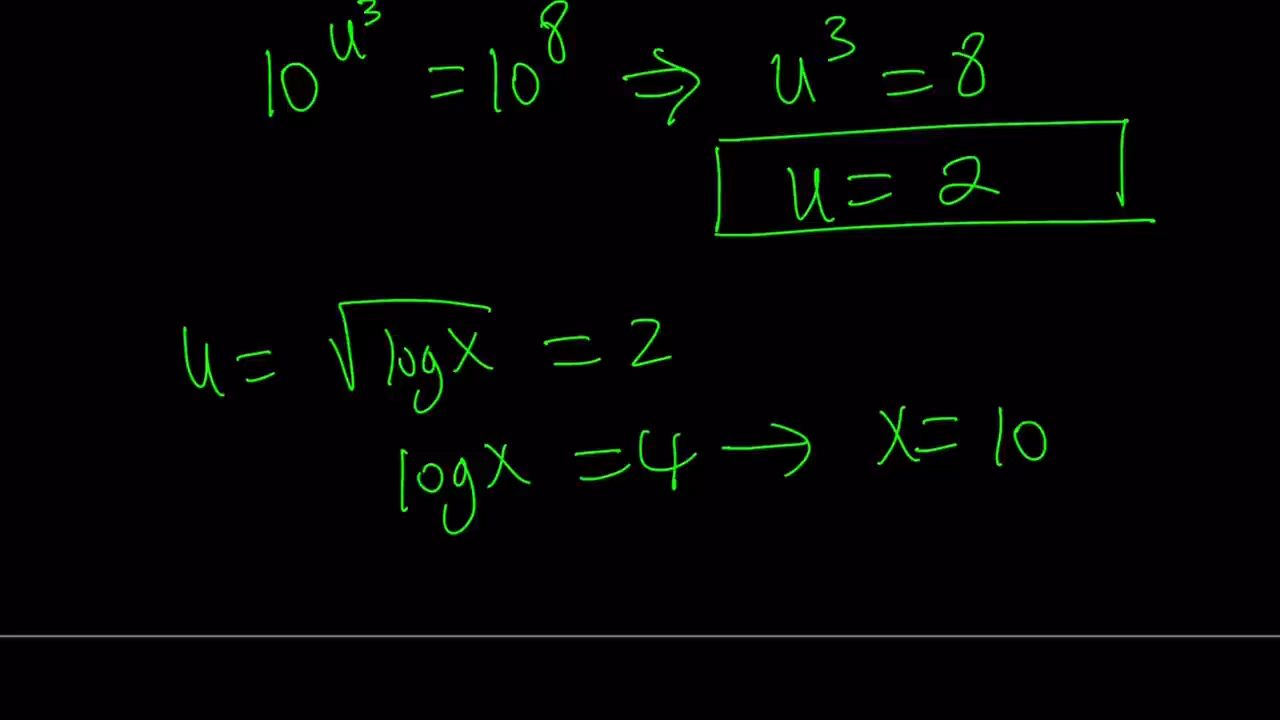 10^{u^3} = 10^8 ⇒ u^3 = 8
u = 2
u = √(log x) = 2
log x = 4 → x = 10